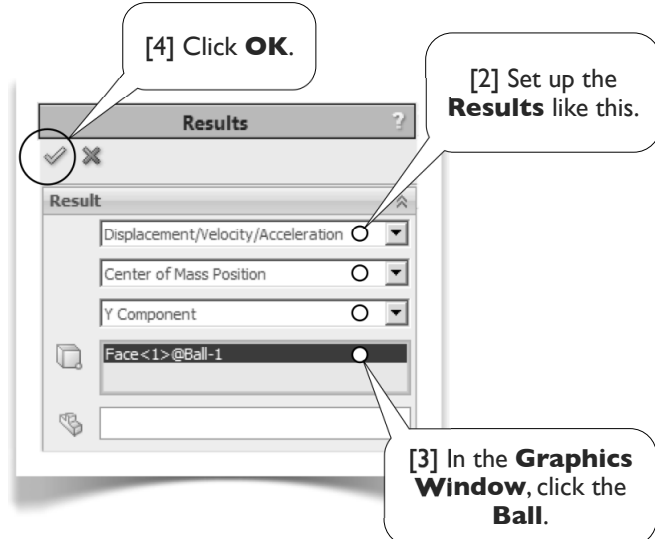 [4] Click OK.
[2] Set up the
Results like this.
Results ?
Result
Displacement/Velocity/Acceleration
Center of Mass Position
Y Component
Face<1>@Ball-1
[3] In the Graphics
Window, click the
Ball.